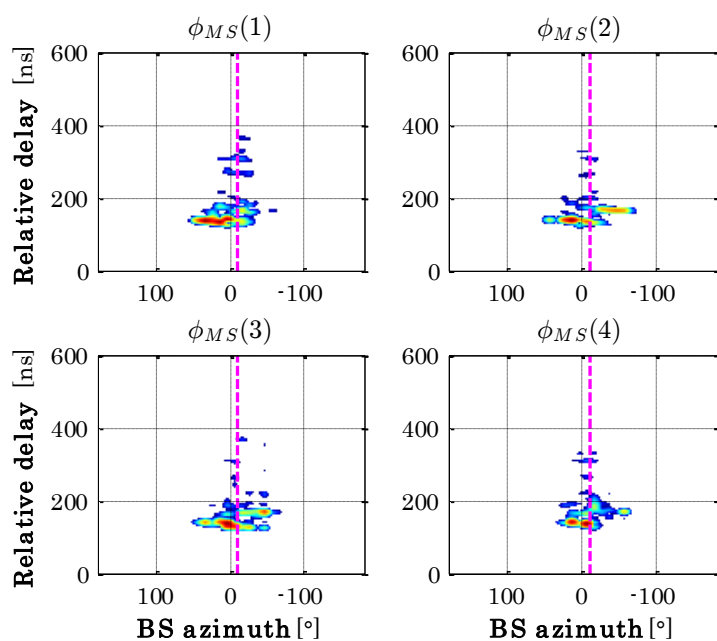 ϕMS(1) ϕMS(2)
Relative delay [ns]
600 600
400 400
200 200
0 0
100 0 -100 100 0 -100
ϕMS(3) ϕMS(4)
Relative delay [ns]
600 600
400 400
200 200
0 0
100 0 -100 100 0 -100
BS azimuth [°] BS azimuth [°]